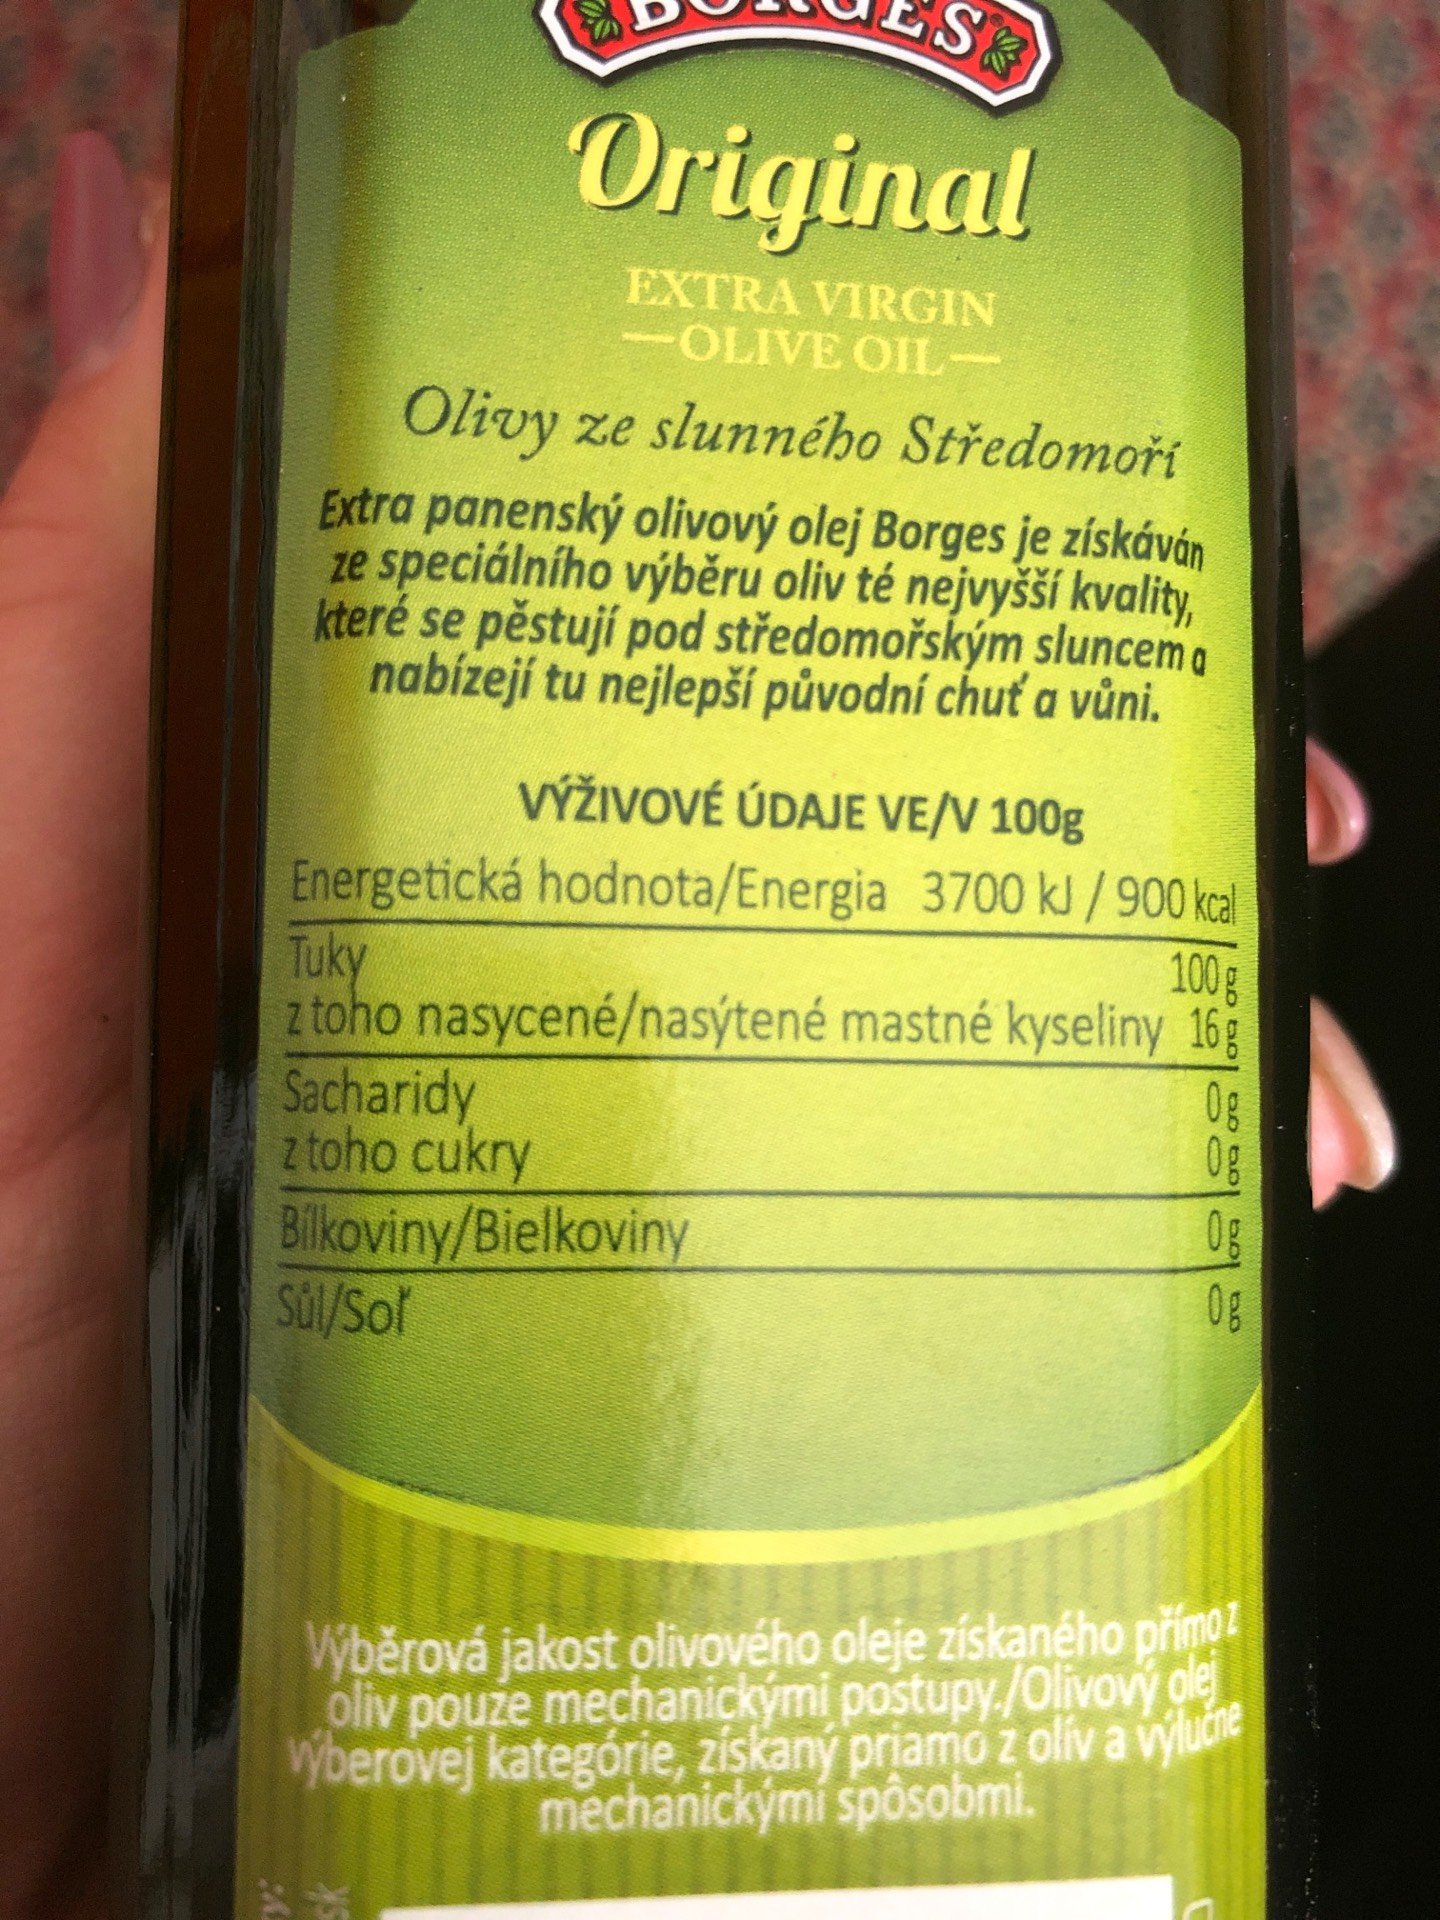 BORGES
Original
EXTRA VIRGIN
—OLIVE OIL—
Olivy ze slunného Středomoří
Extra panenský olivový olej Borges je získáván
ze speciálního výběru oliv té nejvyšší kvality,
které se pěstují pod středomořským sluncem a
nabízejí tu nejlepší původní chuť a vůni.
VÝŽIVOVÉ ÚDAJE VE/V 100g
Energetická hodnota/Energia 3700 kJ / 900 kcal
Tuky 100 g
z toho nasycené/nasýtené mastné kyseliny 16 g
Sacharidy 0 g
z toho cukry 0 g
Bílkoviny/Bielkoviny 0 g
Sůl/Soľ 0 g
Výběrová jakost olivového oleje získaného přímo z
oliv pouze mechanickými postupy./Olivový olej
výberovej kategórie, získaný priamo z olív a výlučne
mechanickými spôsobmi.